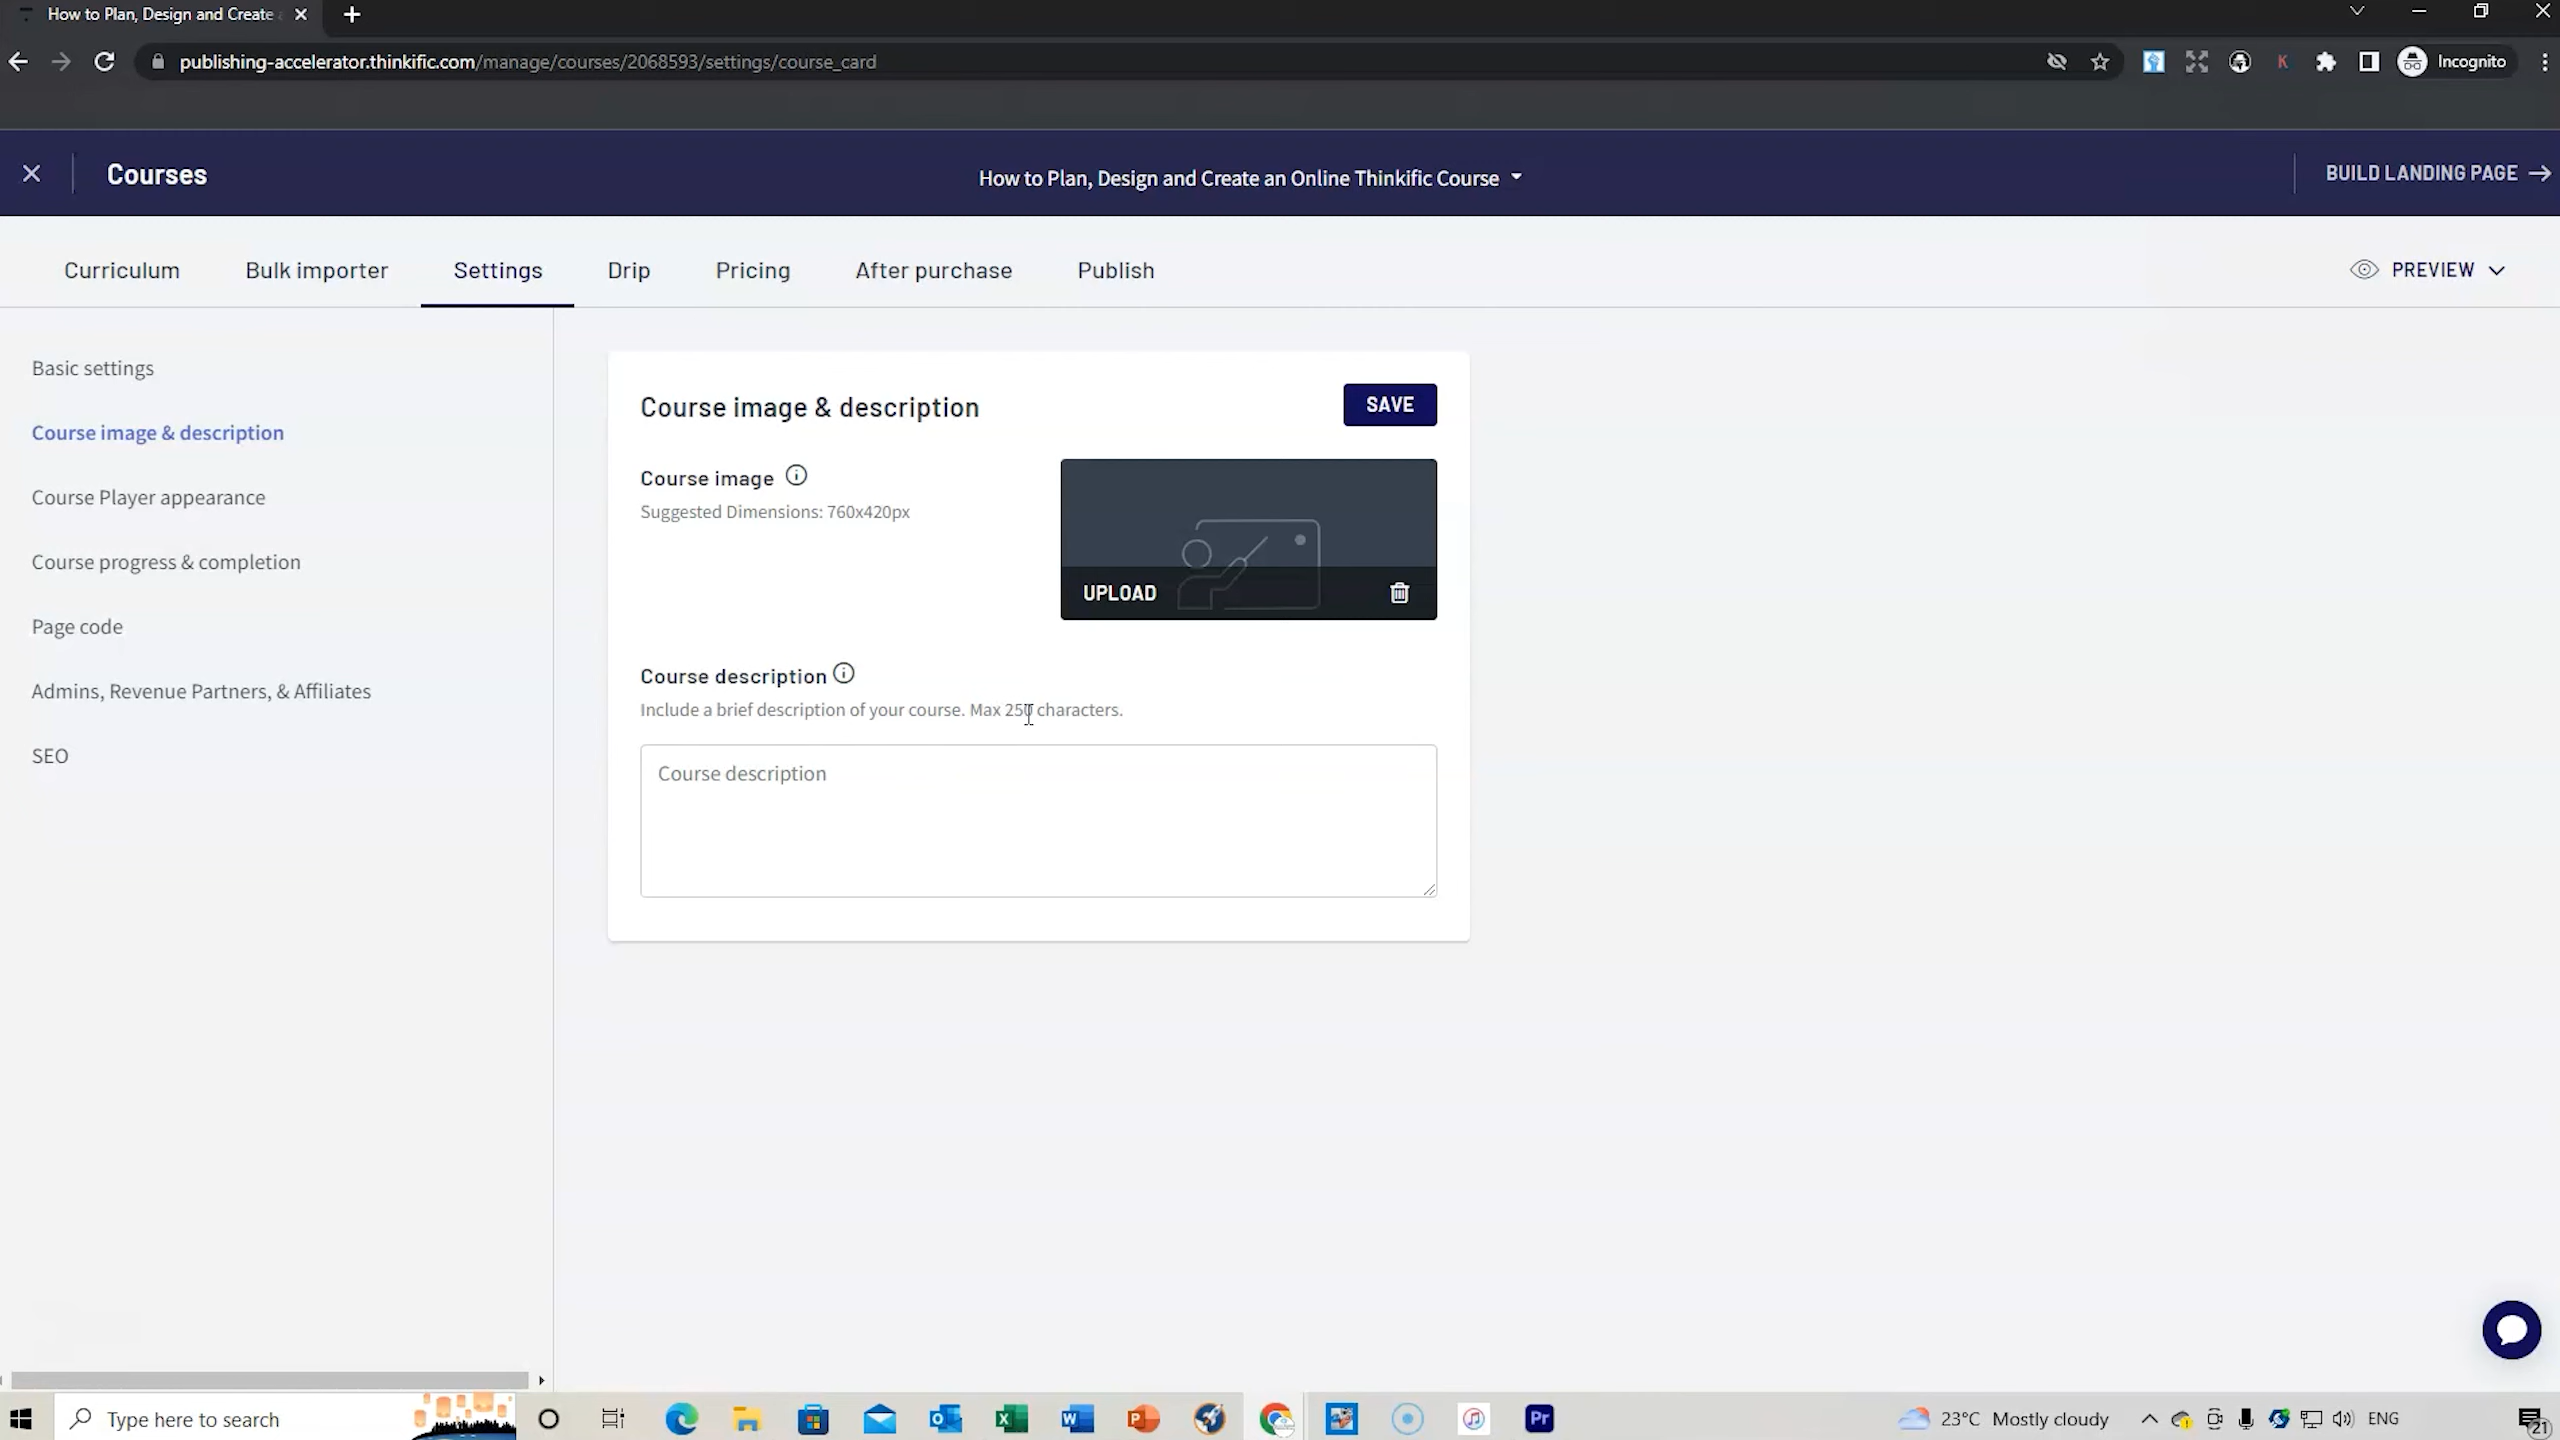 How to Plan, Design and Create
publishing-accelerator.thinkific.com/manage/courses/2068593/settings/course_card
K
Incognito
Courses
How to Plan, Design and Create an Online Thinkific Course
BUILD LANDING PAGE →
Curriculum
Bulk importer
Settings
Drip
Pricing
After purchase
Publish
PREVIEW
Basic settings
Course image & description
Course Player appearance
Course progress & completion
Page code
Admins, Revenue Partners, & Affiliates
SEO
Course image & description
SAVE
Course image
Suggested Dimensions: 760x420px
UPLOAD
Course description
Include a brief description of your course. Max 250 characters.
Course description
Type here to search
23°C Mostly cloudy
ENG
21
Pr